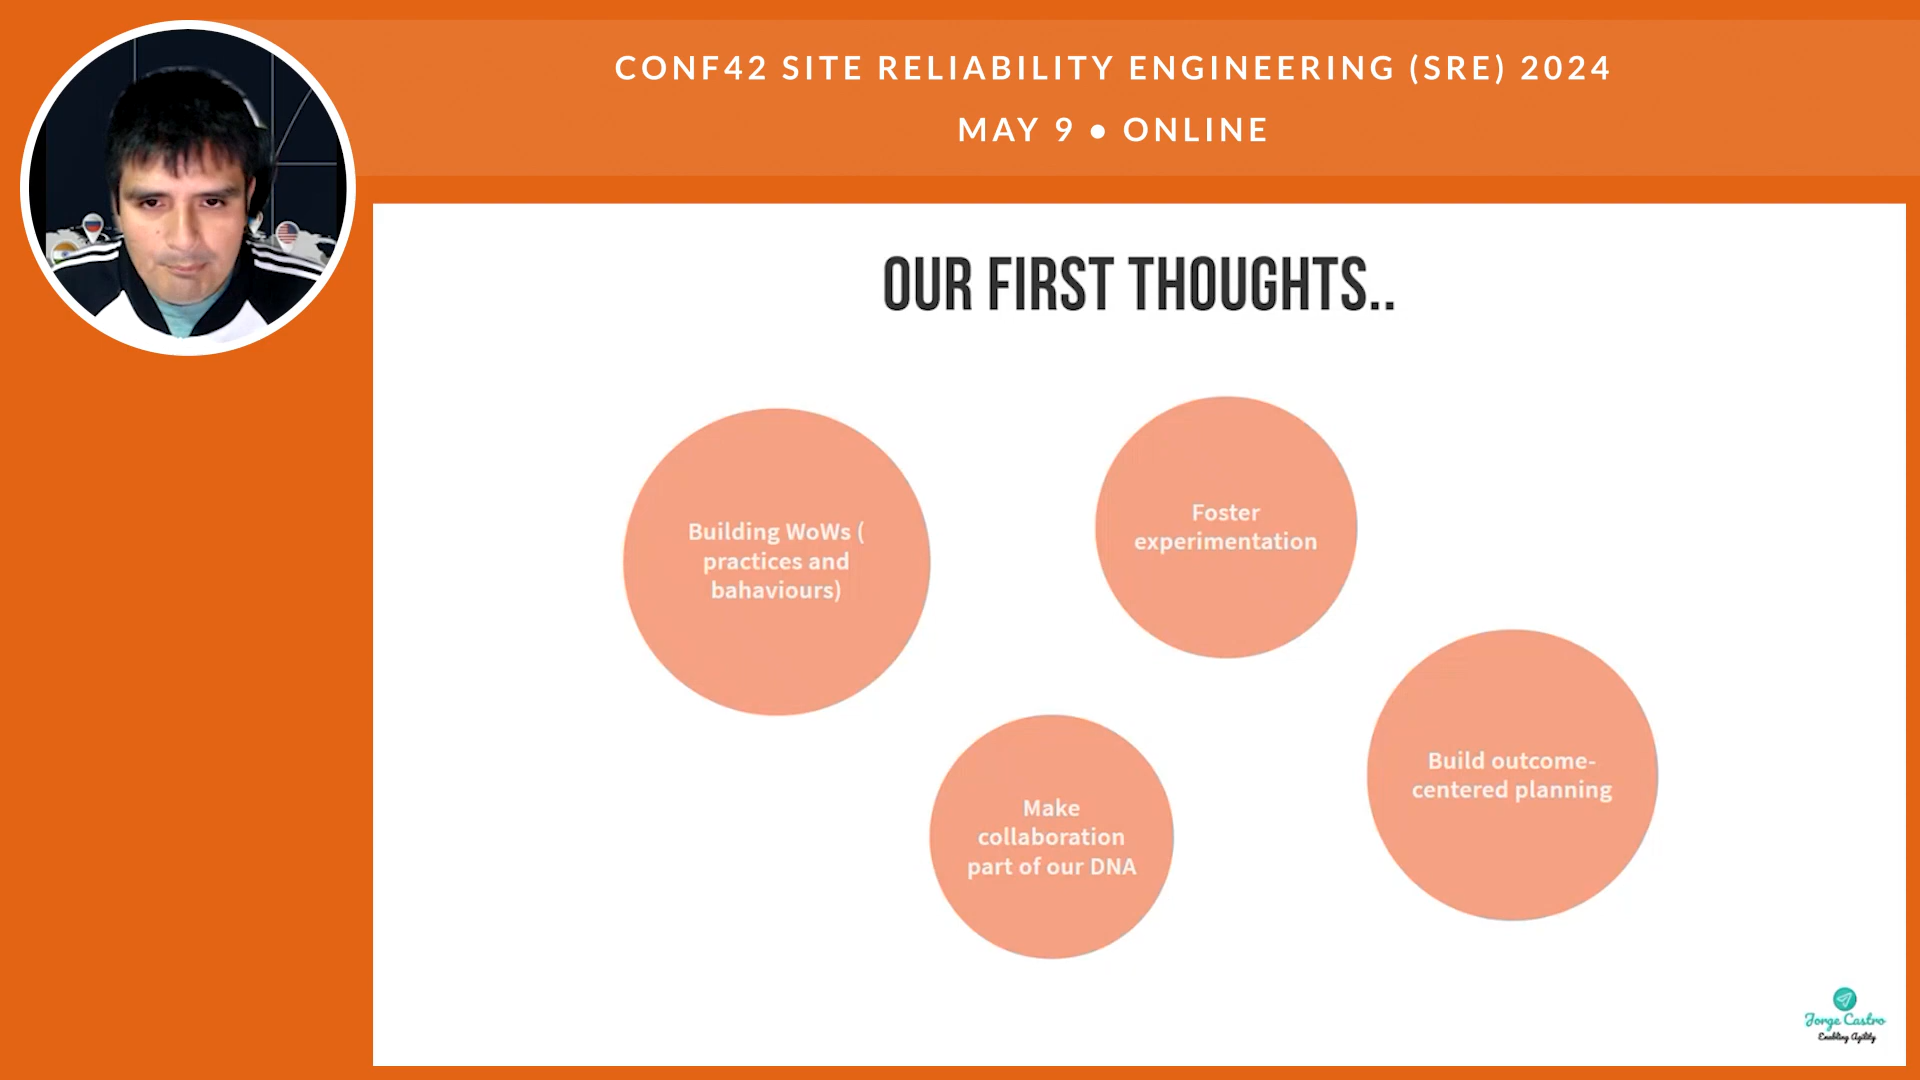 CONF42 SITE RELIABILITY ENGINEERING (SRE) 2024
MAY 9 ● ONLINE
OUR FIRST THOUGHTS..
Building WoWs (
practices and
bahaviours)
Foster
experimentation
Make
collaboration
part of our DNA
Build outcome-
centered planning
Jorge Castro
Enabling Agility